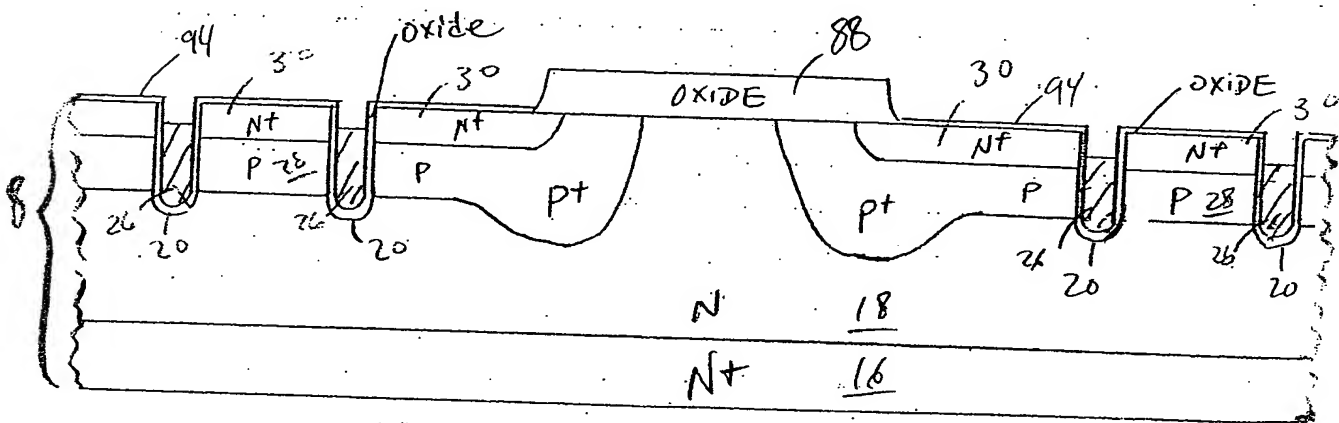 94 30 oxide 30 88 30 94 OXIDE 30
OXIDE
N+ N+ N+ N+
8 P 28 P P+ P+ P P 28
26 20 26 20 26 20 26 20
N 18
N+ 16